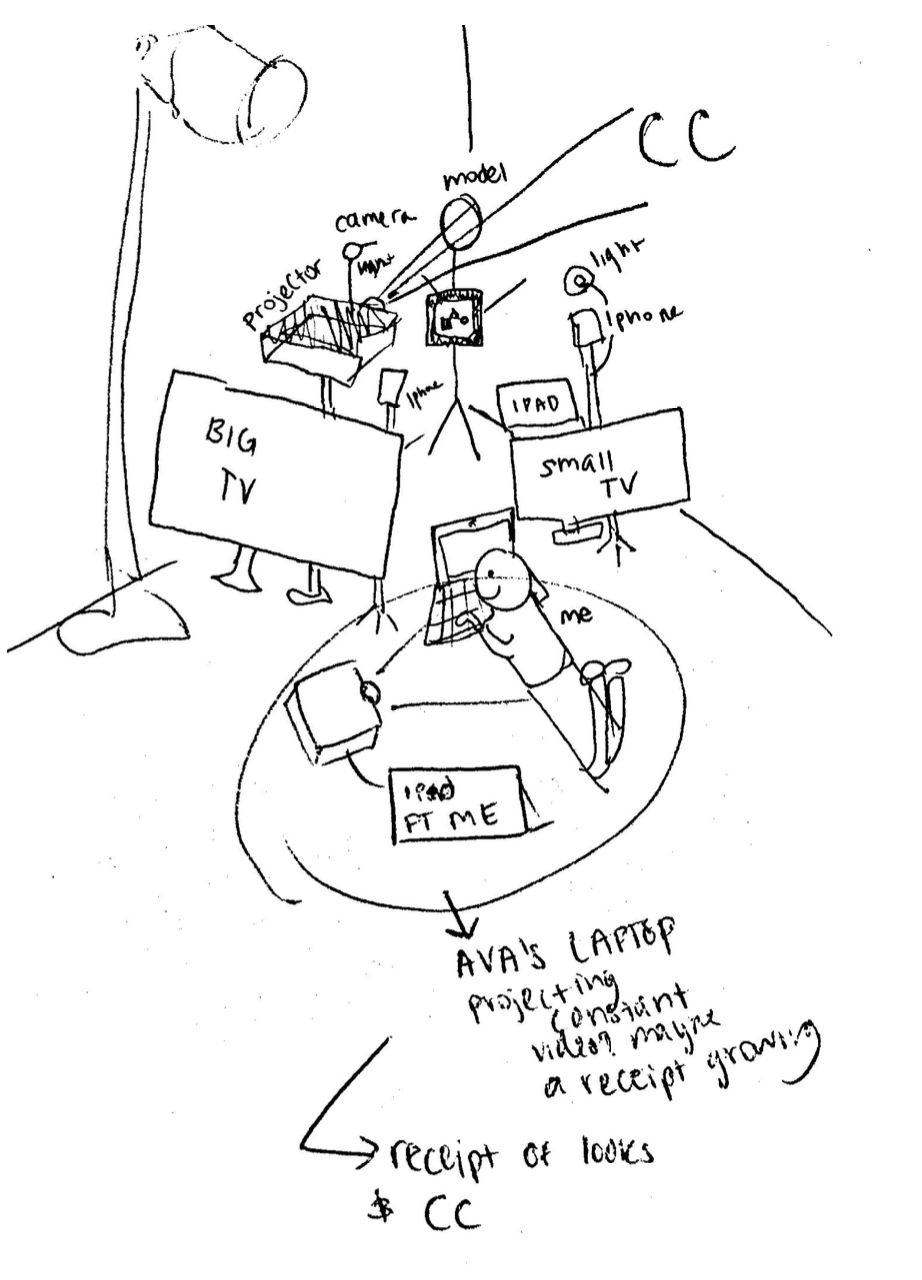 CC
model
camera
light
projector
light
iphone
iphone
IPAD
BIG
TV
small
TV
me
ipad
FT ME
AVA'S LAPTOP
projecting
constant
video? maybe
a receipt growing
receipt of looks
$ CC